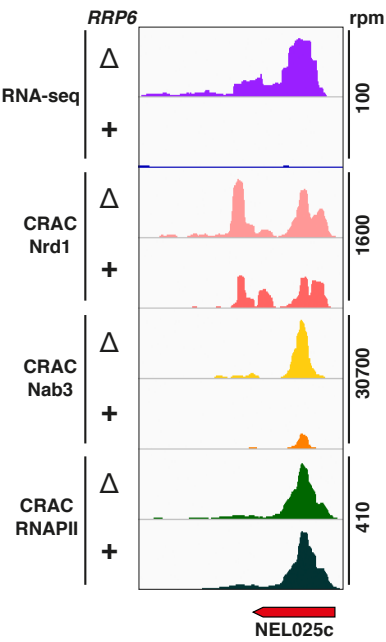 RRP6
rpm
RNA-seq
Δ
+
100
CRAC
Nrd1
Δ
+
1600
CRAC
Nab3
Δ
+
30700
CRAC
RNAPII
Δ
+
410
NEL025c